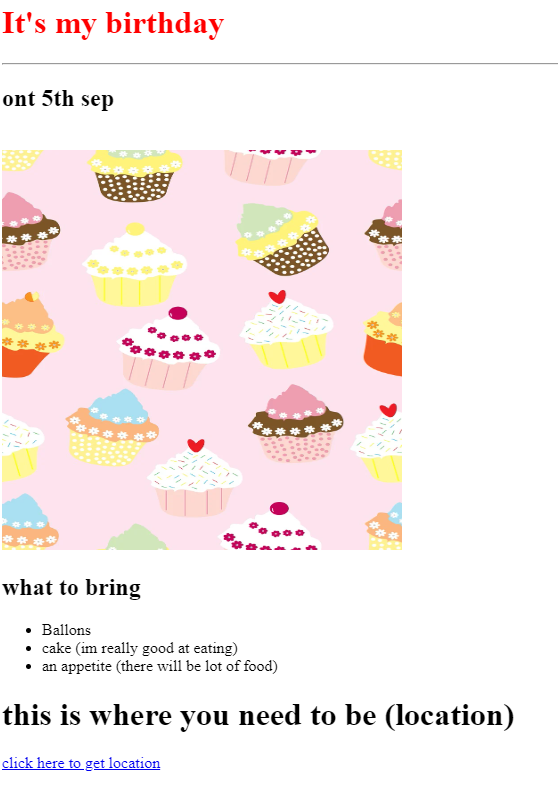 It's my birthday
ont 5th sep
what to bring
Ballons
cake (im really good at eating)
an appetite (there will be lot of food)
this is where you need to be (location)
click here to get location